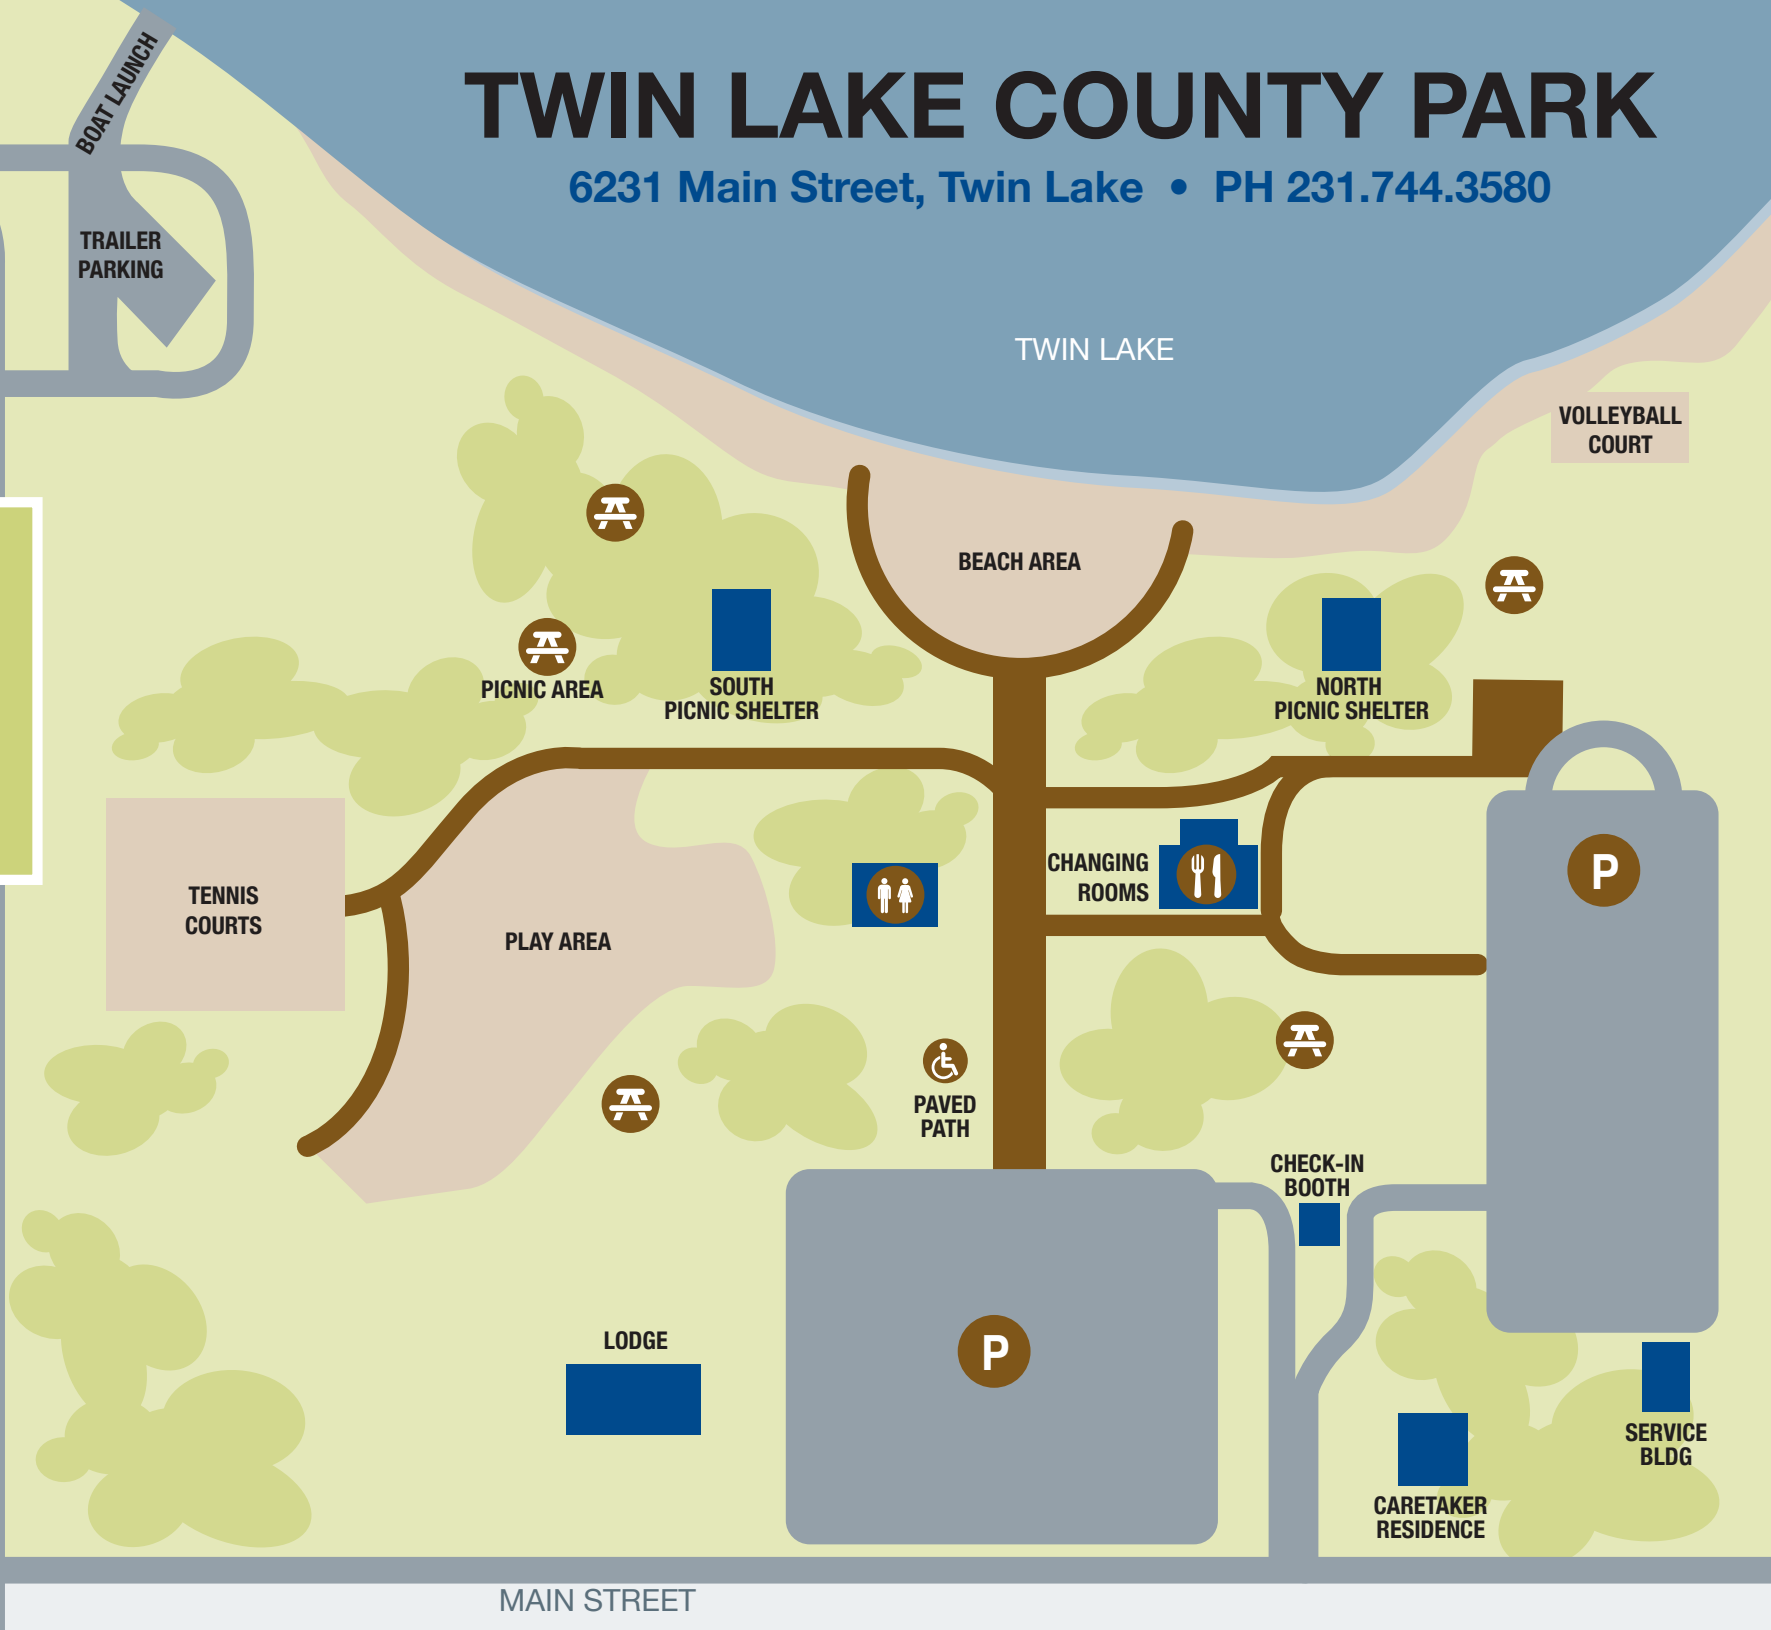 TWIN LAKE COUNTY PARK
6231 Main Street, Twin Lake • PH 231.744.3580
BOAT LAUNCH
TRAILER
PARKING
TWIN LAKE
VOLLEYBALL
COURT
BEACH AREA
PICNIC AREA
SOUTH
PICNIC SHELTER
NORTH
PICNIC SHELTER
CHANGING
ROOMS
P
TENNIS
COURTS
PLAY AREA
PAVED
PATH
CHECK-IN
BOOTH
LODGE
P
SERVICE
BLDG
CARETAKER
RESIDENCE
MAIN STREET